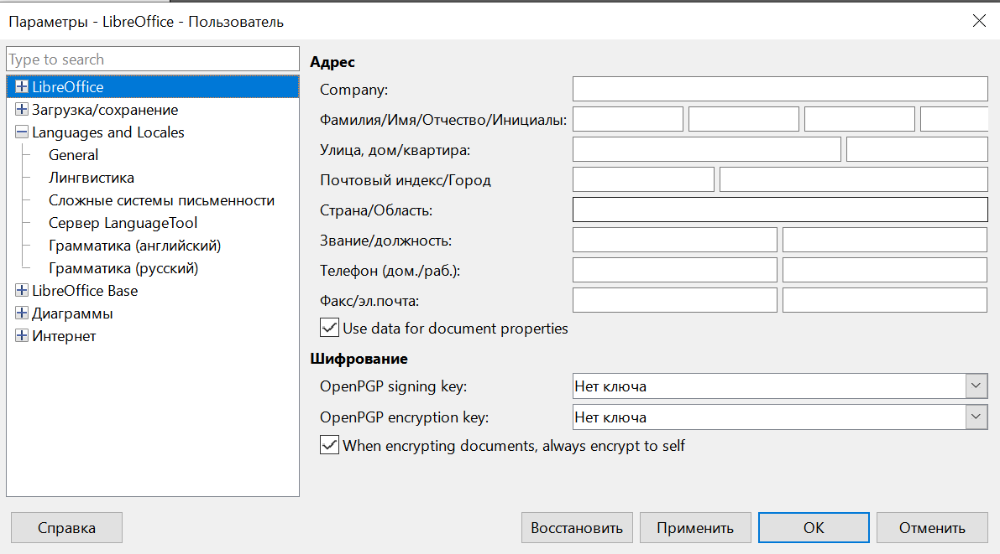 Параметры - LibreOffice - Пользователь
Type to search
LibreOffice
Загрузка/сохранение
Languages and Locales
General
Лингвистика
Сложные системы письменности
Сервер LanguageTool
Грамматика (английский)
Грамматика (русский)
LibreOffice Base
Диаграммы
Интернет
Адрес
Company:
Фамилия/Имя/Отчество/Инициалы:
Улица, дом/квартира:
Почтовый индекс/Город
Страна/Область:
Звание/должность:
Телефон (дом./раб.):
Факс/эл.почта:
Use data for document properties
Шифрование
OpenPGP signing key: Нет ключа
OpenPGP encryption key: Нет ключа
When encrypting documents, always encrypt to self
Справка Восстановить Применить OK Отменить